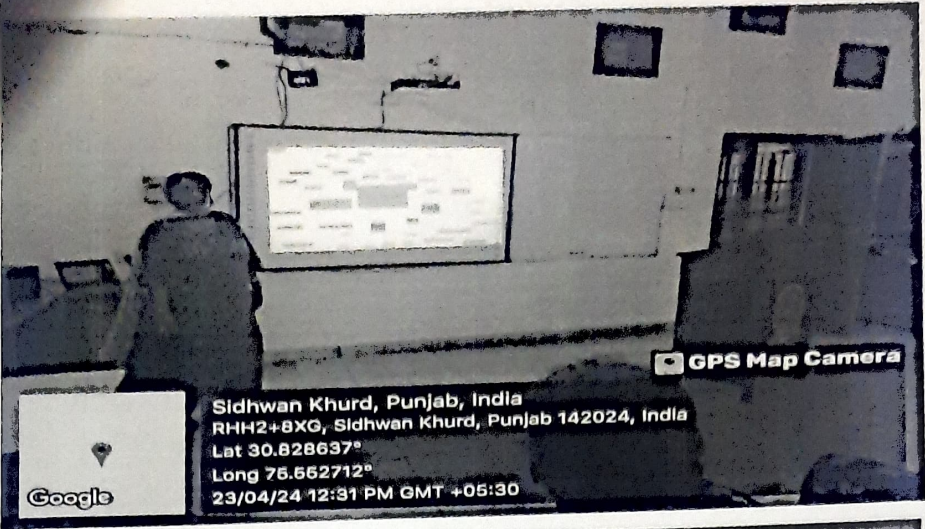 GPS Map Camera
Sidhwan Khurd, Punjab, India
RHH2+8XG, Sidhwan Khurd, Punjab 142024, India
Lat 30.828637°
Long 75.552712°
23/04/24 12:31 PM GMT +05:30
Google